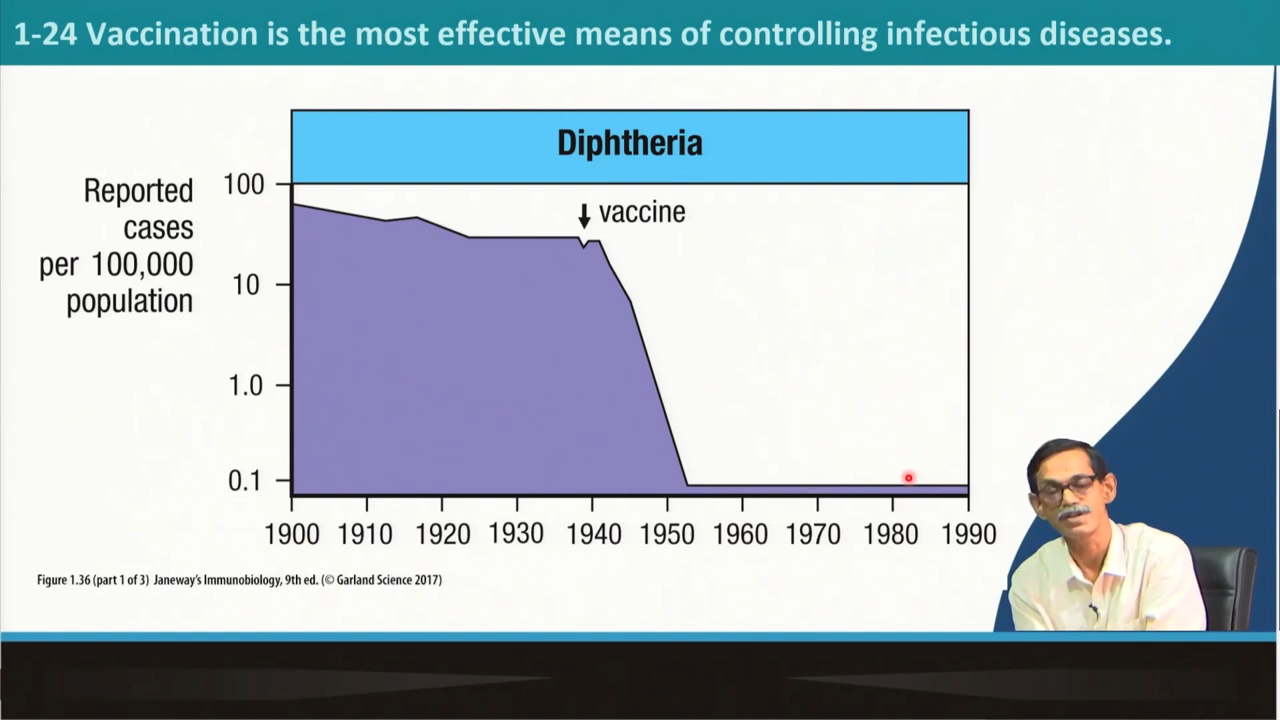 1-24 Vaccination is the most effective means of controlling infectious diseases.
Diphtheria
Reported
cases
per 100,000
population
100
10
1.0
0.1
vaccine
1900 1910 1920 1930 1940 1950 1960 1970 1980 1990
Figure 1.36 (part 1 of 3) Janeway's Immunobiology, 9th ed. (© Garland Science 2017)